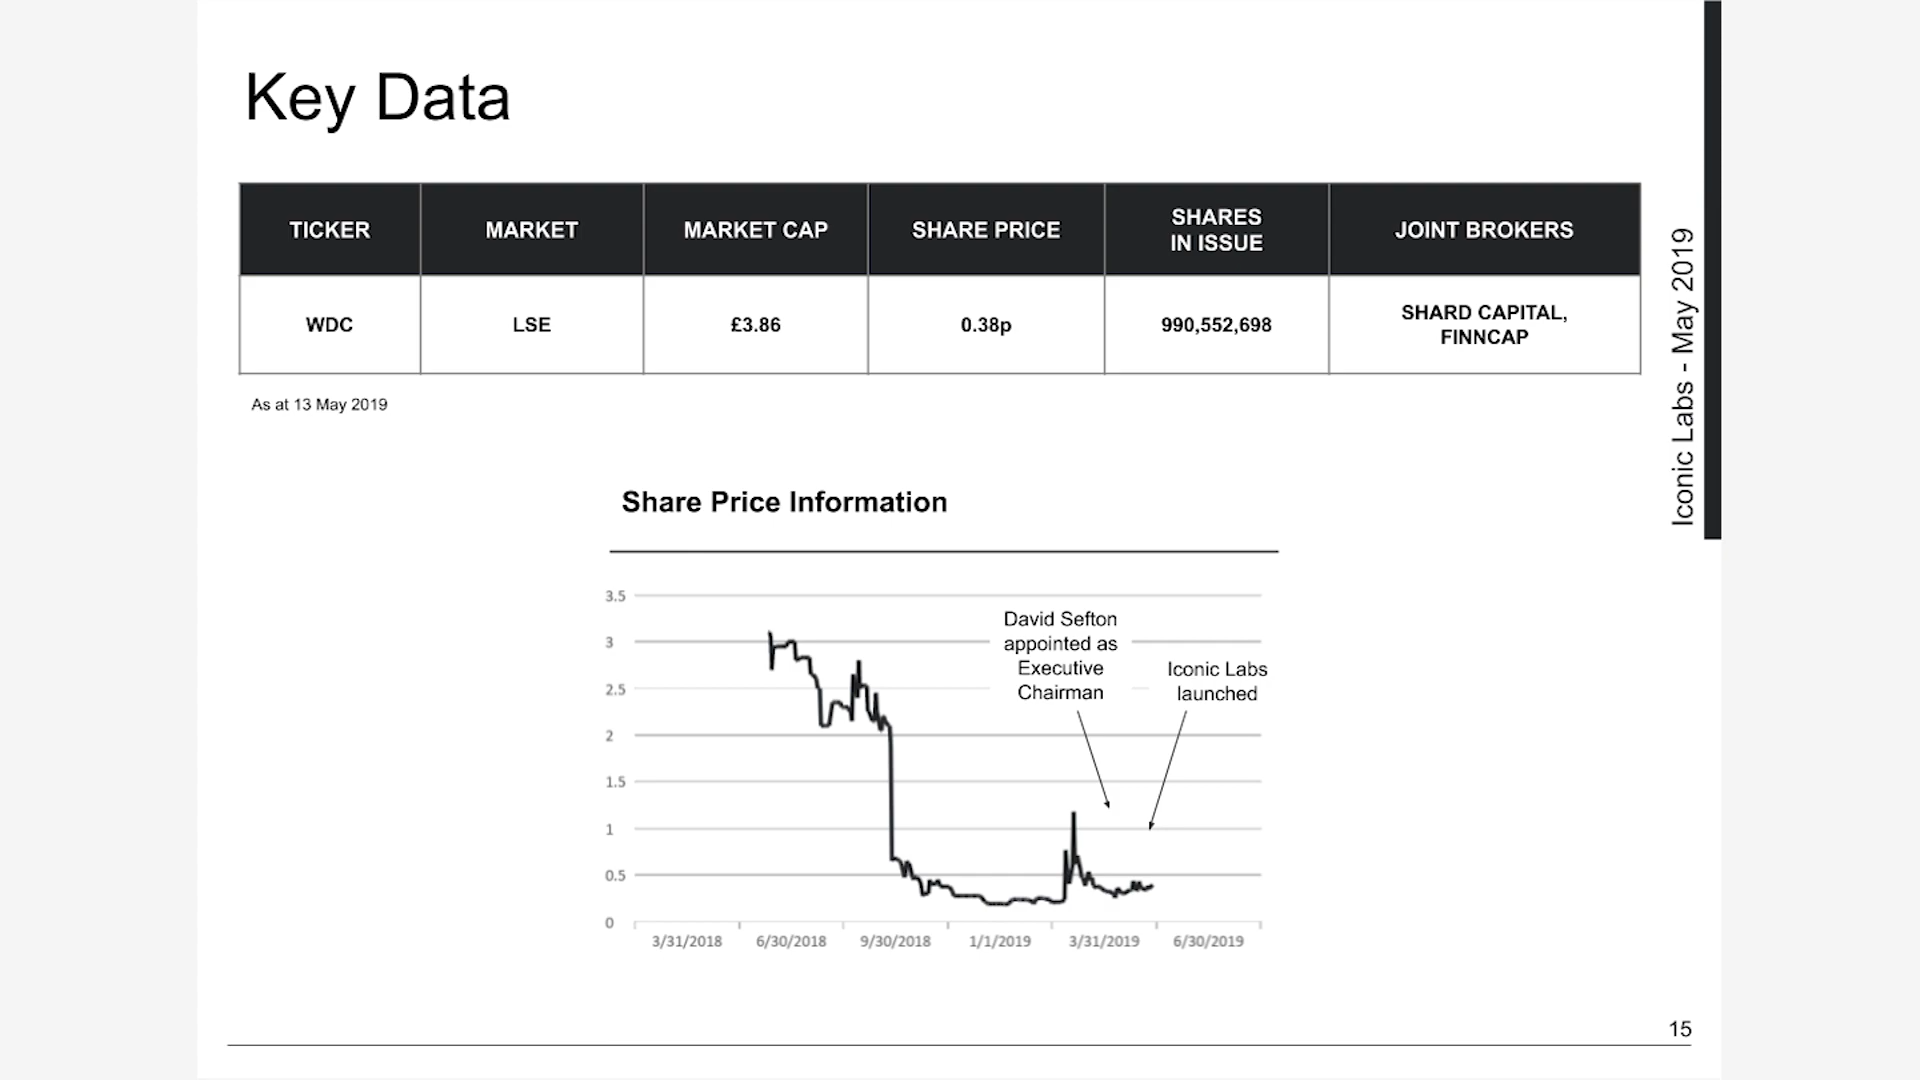 Key Data
TICKER
MARKET
MARKET CAP
SHARE PRICE
SHARES
IN ISSUE
JOINT BROKERS
WDC
LSE
£3.86
0.38p
990,552,698
SHARD CAPITAL,
FINNCAP
As at 13 May 2019
Iconic Labs - May 2019
Share Price Information
3.5
3
2.5
2
1.5
1
0.5
0
David Sefton
appointed as
Executive
Chairman
Iconic Labs
launched
3/31/2018
6/30/2018
9/30/2018
1/1/2019
3/31/2019
6/30/2019
15